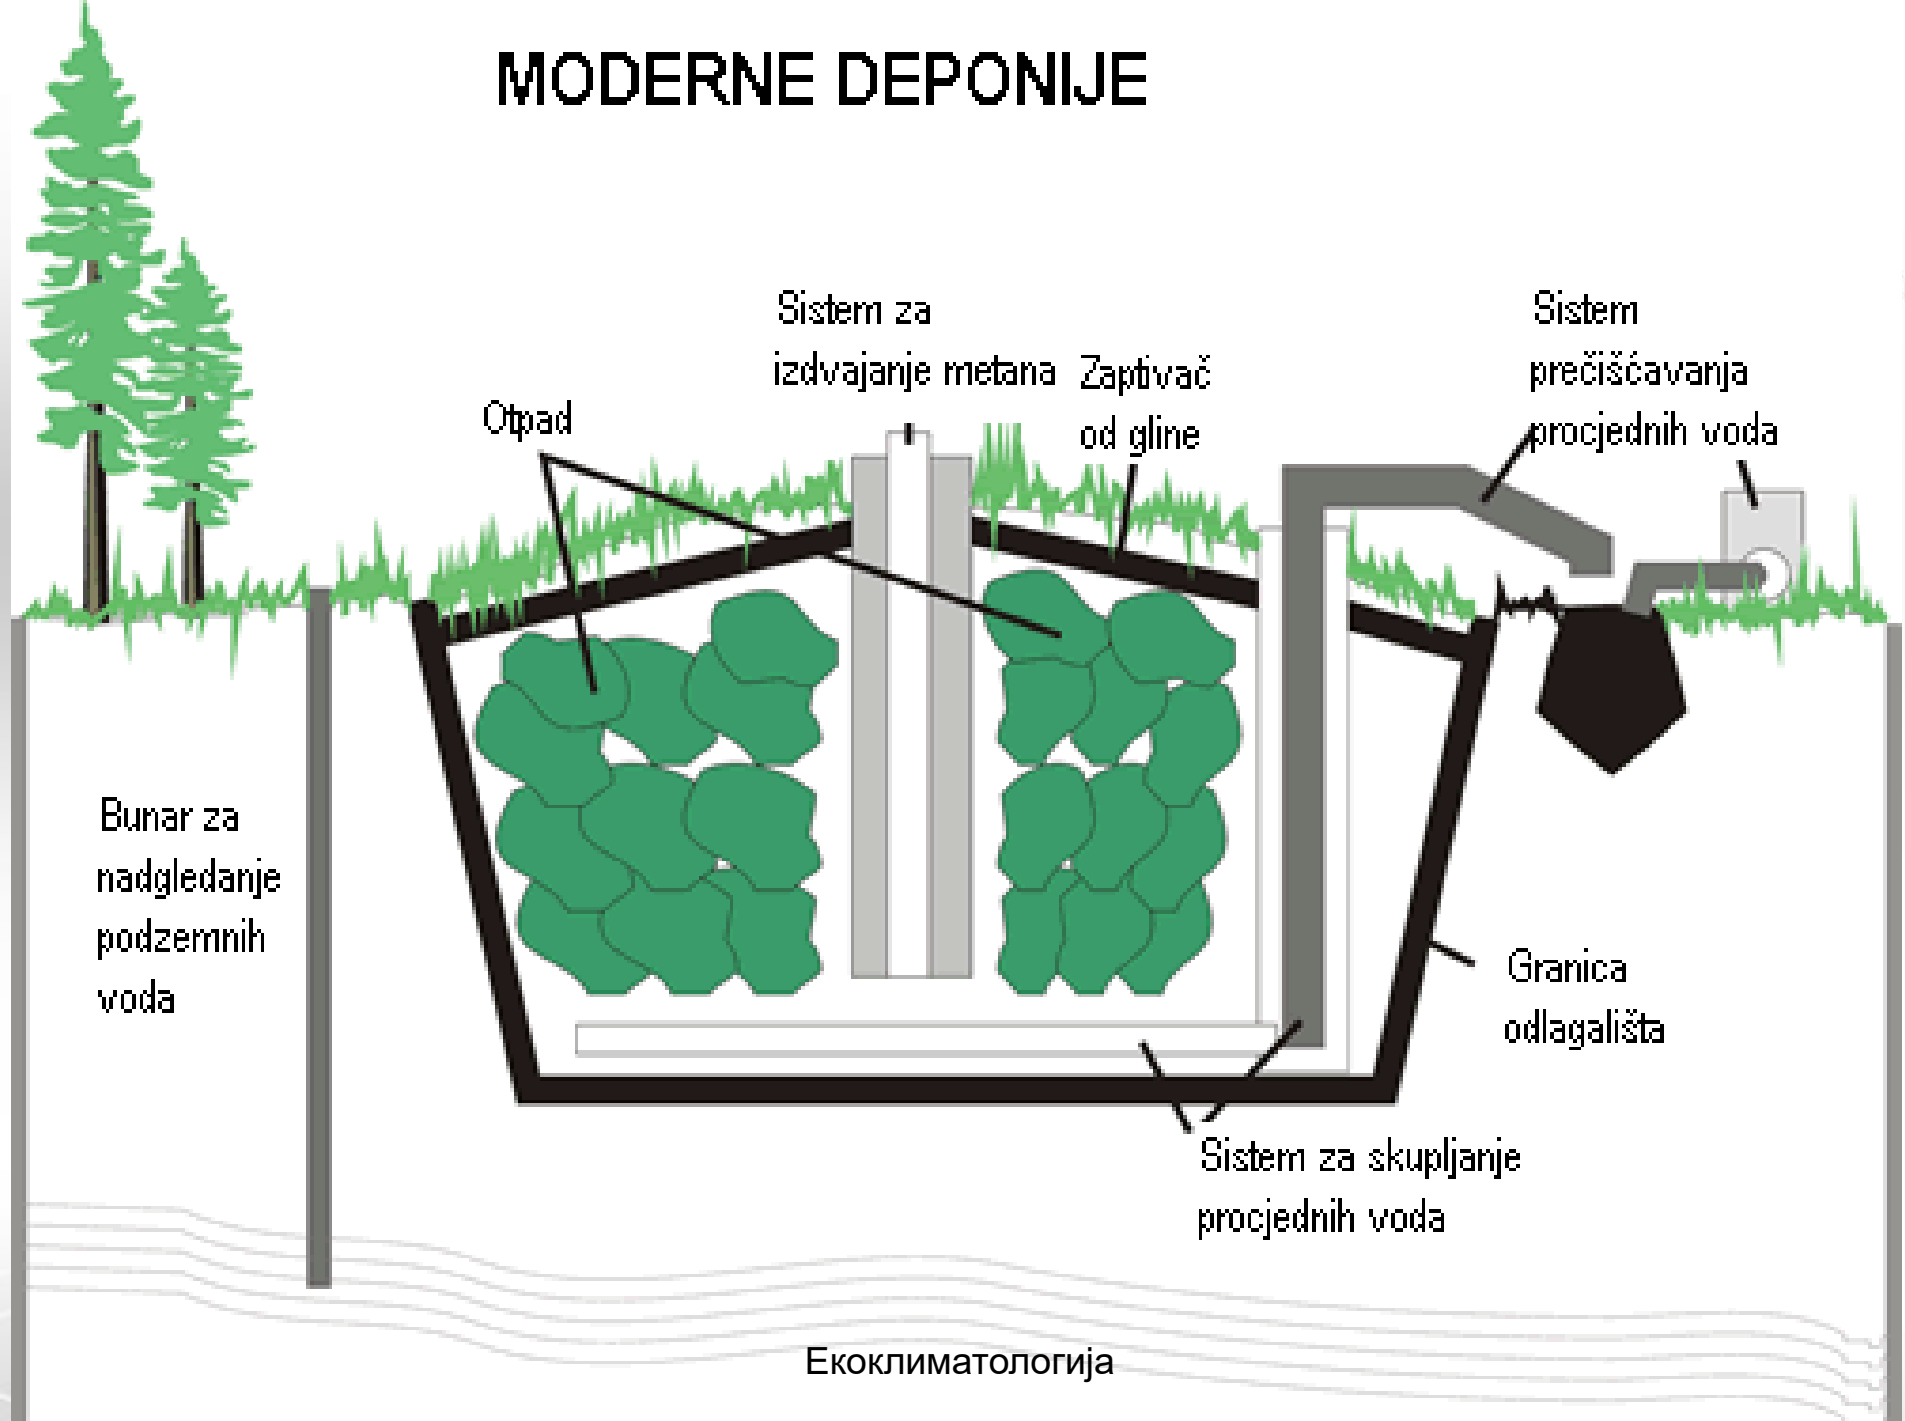 MODERNE DEPONIJE
Sistem za
izdvajanje metana
Zaptivač
od gline
Sistem
prečišćavanja
procjednih voda
Otpad
Bunar za
nadgledanje
podzemnih
voda
Granica
odlagališta
Sistem za skupljanje
procjednih voda
Екоклиматологија